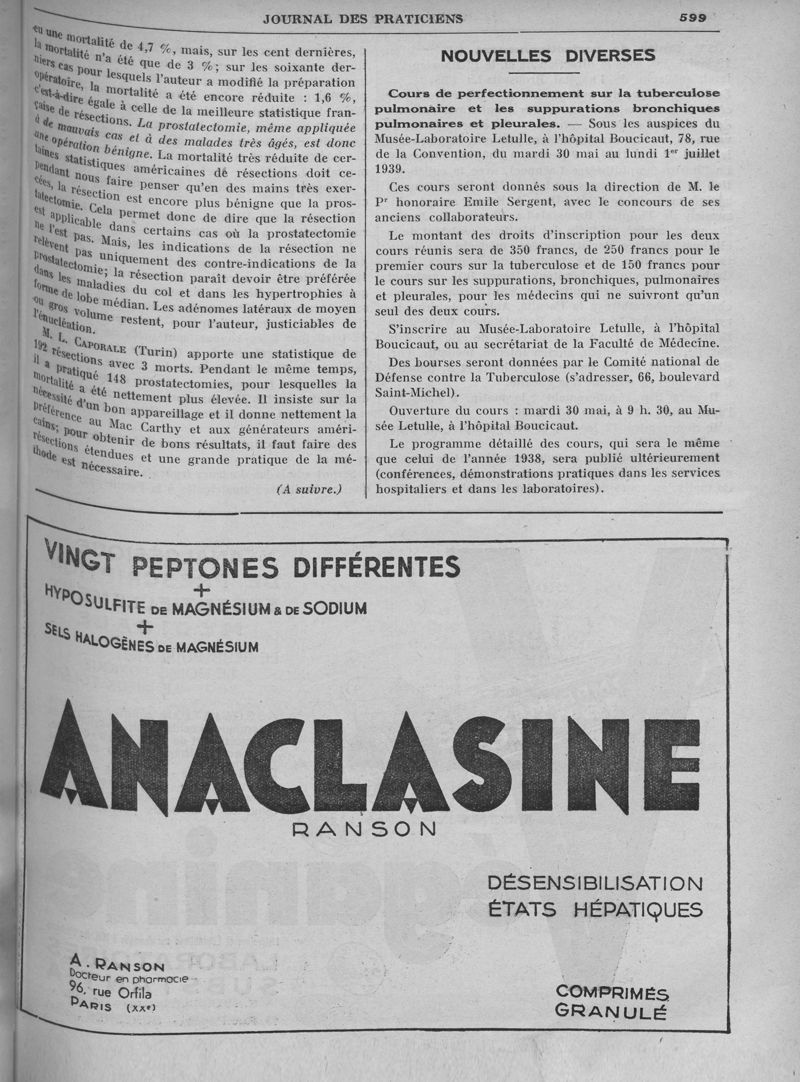 JOURNAL DES PRATICIENS 599
eu une mortalité de 4,7 %, mais, sur les cent dernières,
la mortalité n'a été que de 3 % ; sur les soixante der-
niers cas pour lesquels l'auteur a modifié la préparation
opératoire, la mortalité a été encore réduite : 1,6 %,
c'est-à-dire égale à celle de la meilleure statistique fran-
çaise de résections. La prostatectomie, même appliquée
à de mauvais cas et à des malades très âgés, est donc
une opération bénigne. La mortalité très réduite de cer-
taines statistiques américaines dé résections doit ce-
pendant nous faire penser qu'en des mains très exer-
cées, la résection est encore plus bénigne que la pros-
tatectomie. Cela permet donc de dire que la résection
est applicable dans certains cas où la prostatectomie
ne l'est pas. Mais, les indications de la résection ne
relèvent pas uniquement des contre-indications de la
prostatectomie; la résection paraît devoir être préférée
dans les maladies du col et dans les hypertrophies à
forme de lobe médian. Les adénomes latéraux de moyen
ou gros volume restent, pour l'auteur, justiciables de
l'énucléation.
M. L. CAPORALE (Turin) apporte une statistique de
192 résections avec 3 morts. Pendant le même temps,
il a pratiqué 148 prostatectomies, pour lesquelles la
mortalité a été nettement plus élevée. Il insiste sur la
nécessité d'un bon appareillage et il donne nettement la
préférence au Mac Carthy et aux générateurs améri-
cains; pour obtenir de bons résultats, il faut faire des
résections étendues et une grande pratique de la mé-
thode est nécessaire.
(A suivre.)
NOUVELLES DIVERSES
Cours de perfectionnement sur la tuberculose
pulmonaire et les suppurations bronchiques
pulmonaires et pleurales. — Sous les auspices du
Musée-Laboratoire Letulle, à l'hôpital Boucicaut, 78, rue
de la Convention, du mardi 30 mai au lundi 1er juillet
1939.
Ces cours seront donnés sous la direction de M. le
Pr honoraire Emile Sergent, avec le concours de ses
anciens collaborateurs.
Le montant des droits d'inscription pour les deux
cours réunis sera de 350 francs, de 250 francs pour le
premier cours sur la tuberculose et de 150 francs pour
le cours sur les suppurations, bronchiques, pulmonaires
et pleurales, pour les médecins qui ne suivront qu'un
seul des deux cours.
S'inscrire au Musée-Laboratoire Letulle, à l'hôpital
Boucicaut, ou au secrétariat de la Faculté de Médecine.
Des bourses seront données par le Comité national de
Défense contre la Tuberculose (s'adresser, 66, boulevard
Saint-Michel).
Ouverture du cours : mardi 30 mai, à 9 h. 30, au Mu-
sée Letulle, à l'hôpital Boucicaut.
Le programme détaillé des cours, qui sera le même
que celui de l'année 1938, sera publié ultérieurement
(conférences, démonstrations pratiques dans les services
hospitaliers et dans les laboratoires).
VINGT PEPTONES DIFFÉRENTES
+
HYPOSULFITE DE MAGNÉSIUM & DE SODIUM
+
SELS HALOGÈNES DE MAGNÉSIUM
ANACLASINE
RANSON
DÉSENSIBILISATION
ÉTATS HÉPATIQUES
A. RANSON
Docteur en pharmacie
96, rue Orfila
PARIS (XXe)
COMPRIMÉS
GRANULÉ